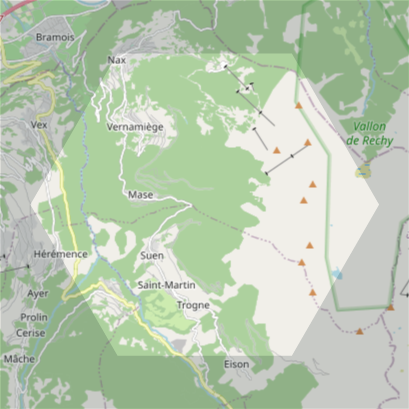 Bramois
Nax
Vex
Vernamiège
Vallon
de Réchy
Mase
Hérémence
Suen
Ayer
Saint-Martin
Trogne
Prolin
Cerise
Mâche
Eison